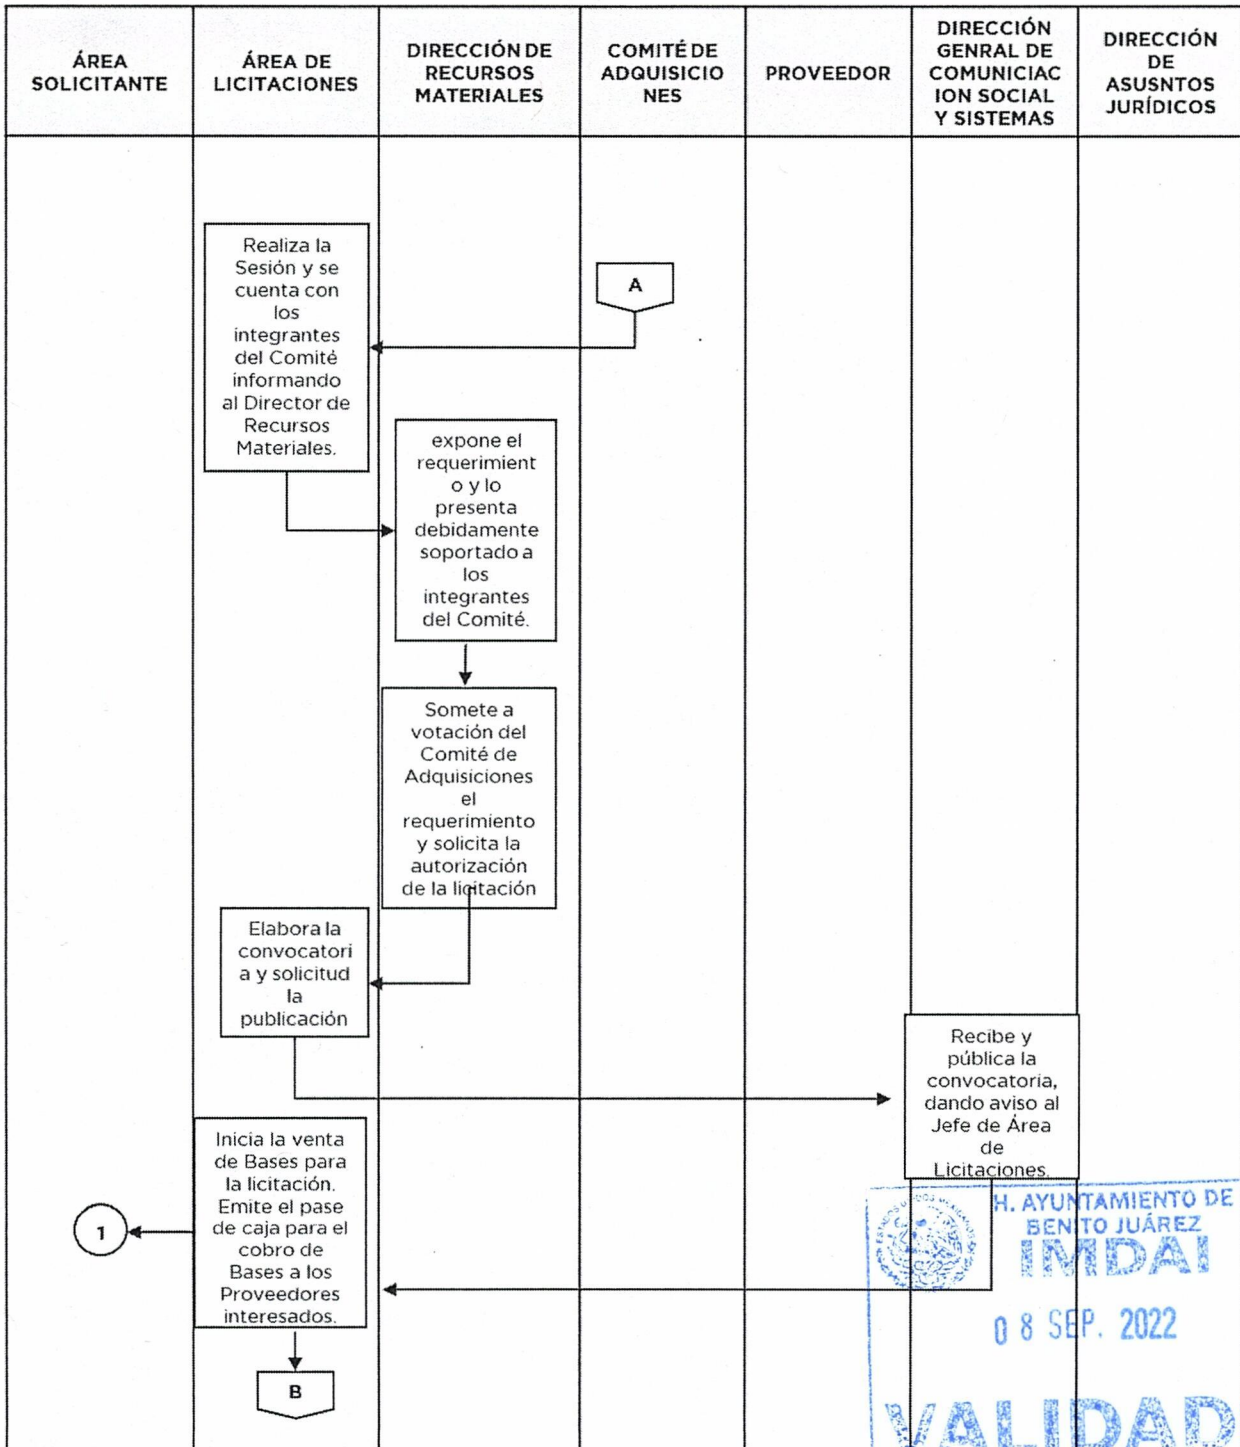 ÁREA
SOLICITANTE
ÁREA DE
LICITACIONES
DIRECCIÓN DE
RECURSOS
MATERIALES
COMITÉ DE
ADQUISICIO
NES
PROVEEDOR
DIRECCIÓN
GENRAL DE
COMUNICIAC
ION SOCIAL
Y SISTEMAS
DIRECCIÓN
DE
ASUSNTOS
JURÍDICOS
Realiza la
Sesión y se
cuenta con
los
integrantes
del Comité
informando
al Director de
Recursos
Materiales.
A
expone el
requerimient
o y lo
presenta
debidamente
soportado a
los
integrantes
del Comité.
Somete a
votación del
Comité de
Adquisiciones
el
requerimiento
y solicita la
autorización
de la licitación
Elabora la
convocatori
a y solicitud
la
publicación
Recibe y
pública la
convocatoria,
dando aviso al
Jefe de Área
de
Licitaciones.
Inicia la venta
de Bases para
la licitación.
Emite el pase
de caja para el
cobro de
Bases a los
Proveedores
interesados.
1
B
H. AYUNTAMIENTO DE
BENITO JUÁREZ
IMDAI
08 SEP. 2022
VALIDAD